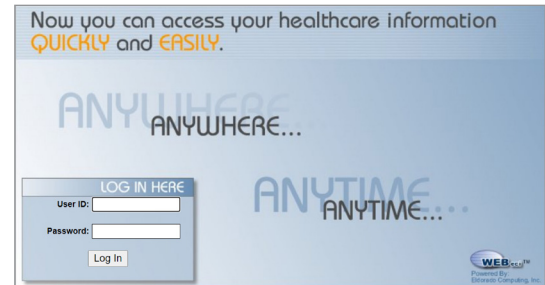 Now you can access your healthcare information
QUICKLY and EASILY.
ANYWHERE...
ANYWHERE...
ANYTIME...
ANYTIME...
LOG IN HERE
User ID:
Password:
Log In
WEB
Powered By:
Eldorado Computing, Inc.